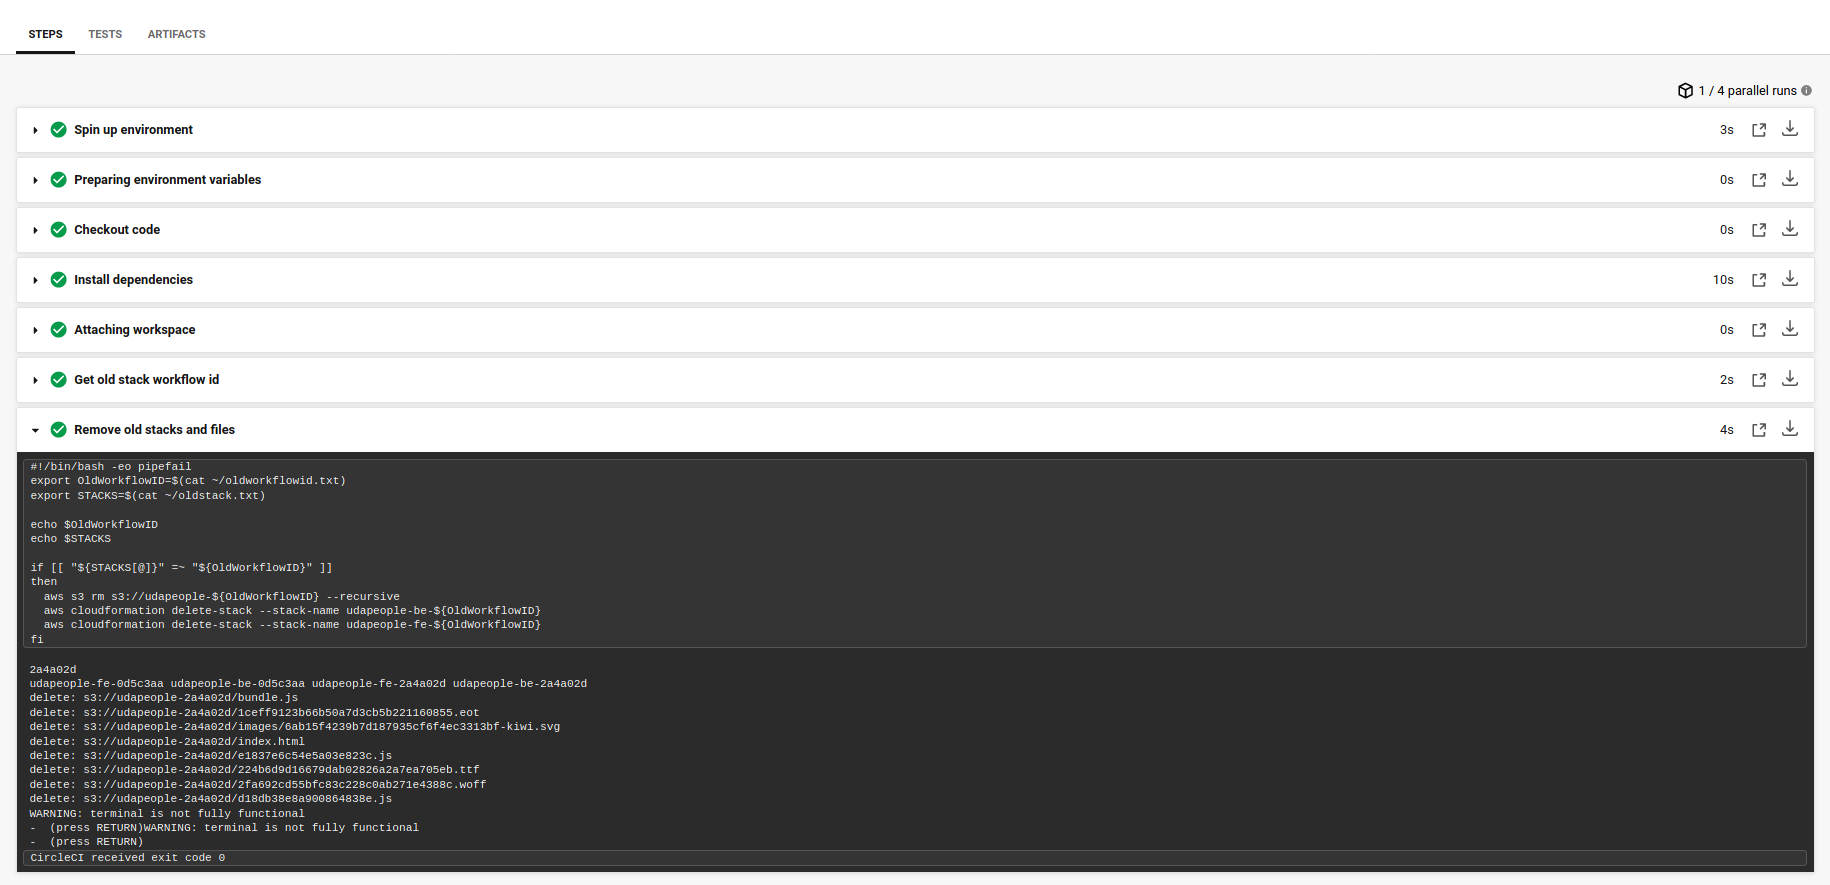 STEPS TESTS ARTIFACTS
1 / 4 parallel runs
Spin up environment 3s
Preparing environment variables 0s
Checkout code 0s
Install dependencies 10s
Attaching workspace 0s
Get old stack workflow id 2s
Remove old stacks and files 4s
#!/bin/bash -eo pipefail
export OldWorkflowID=$(cat ~/oldworkflowid.txt)
export STACKS=$(cat ~/oldstack.txt)
echo $OldWorkflowID
echo $STACKS
if [[ "${STACKS[@]}" =~ "${OldWorkflowID}" ]]
then
aws s3 rm s3://udapeople-${OldWorkflowID} --recursive
aws cloudformation delete-stack --stack-name udapeople-be-${OldWorkflowID}
aws cloudformation delete-stack --stack-name udapeople-fe-${OldWorkflowID}
fi
2a4a02d
udapeople-fe-0d5c3aa udapeople-be-0d5c3aa udapeople-fe-2a4a02d udapeople-be-2a4a02d
delete: s3://udapeople-2a4a02d/bundle.js
delete: s3://udapeople-2a4a02d/1ceff9123b66b50a7d3cb5b221160855.eot
delete: s3://udapeople-2a4a02d/images/6ab15f4239b7d187935cf6f4ec3313bf-kiwi.svg
delete: s3://udapeople-2a4a02d/index.html
delete: s3://udapeople-2a4a02d/e1837e6c54e5a03e823c.js
delete: s3://udapeople-2a4a02d/224b6d9d16679dab02826a2a7ea705eb.ttf
delete: s3://udapeople-2a4a02d/2fa692cd55bfc83c228c0ab271e4388c.woff
delete: s3://udapeople-2a4a02d/d18db38e8a900864838e.js
WARNING: terminal is not fully functional
-  (press RETURN)WARNING: terminal is not fully functional
-  (press RETURN)
CircleCI received exit code 0